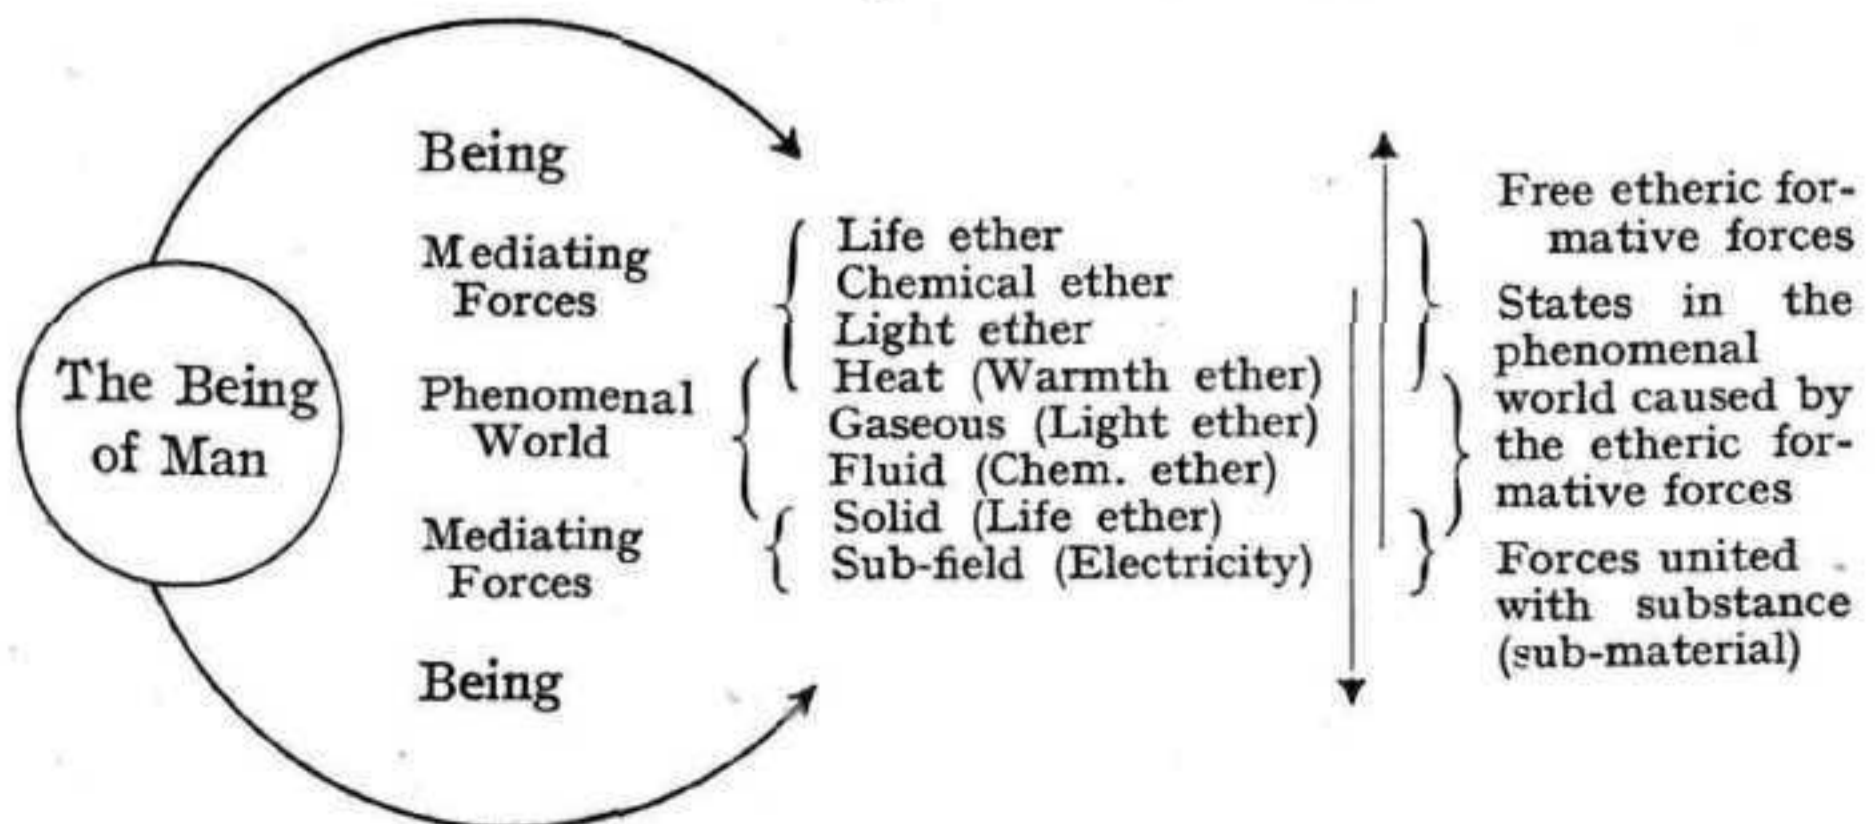 The Being
of Man
Being
Mediating
Forces
Phenomenal
World
Mediating
Forces
Being
Life ether
Chemical ether
Light ether
Heat (Warmth ether)
Gaseous (Light ether)
Fluid (Chem. ether)
Solid (Life ether)
Sub-field (Electricity)
Free etheric for-
mative forces
States in the
phenomenal
world caused by
the etheric for-
mative forces
Forces united
with substance
(sub-material)